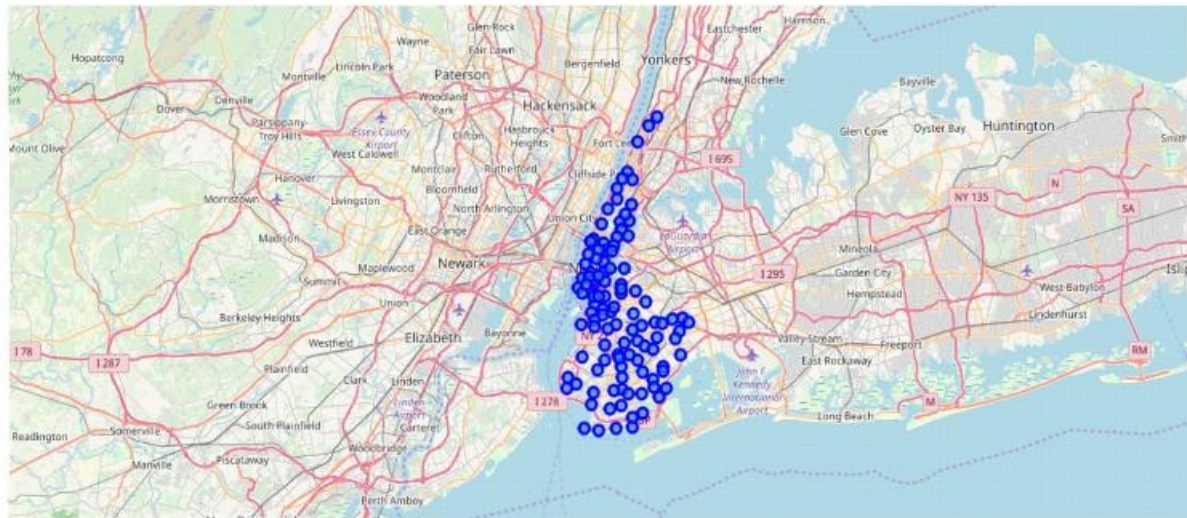 Glen Rock
Harrison
Eastchester
Hopatcong
Wayne
Fair Lawn
Yonkers
Lincoln Park
Bergenfield
Montville
Paterson
New Rochelle
Bayville
Denville
Woodland
Park
Hackensack
Dover
Parsippany-
Troy Hills
Essex County
Airport
Clifton
Hasbrouck
Heights
Fort Lee
Glen Cove
Oyster Bay
Huntington
Mount Olive
West Caldwell
I 695
Montclair
Rutherford
Cliffside
Hanover
Bloomfield
N
Morristown
Livingston
North Arlington
Union City
NY 135
SA
East Orange
LaGuardia
Airport
Madison
Mineola
Maplewood
Newark
I 295
Garden City
Summit
Hempstead
West Babylon
Union
Berkeley Heights
Elizabeth
Bayonne
Lindenhurst
Valley Stream
Freeport
I 78
I 287
Westfield
East Rockaway
RM
Plainfield
Clark
Linden
I 278
John F.
Kennedy
International
Airport
M
Green Brook
Linden
Airport
Long Beach
South Plainfield
Carteret
Readington
Somerville
Woodbridge
Piscataway
Manville
Perth Amboy